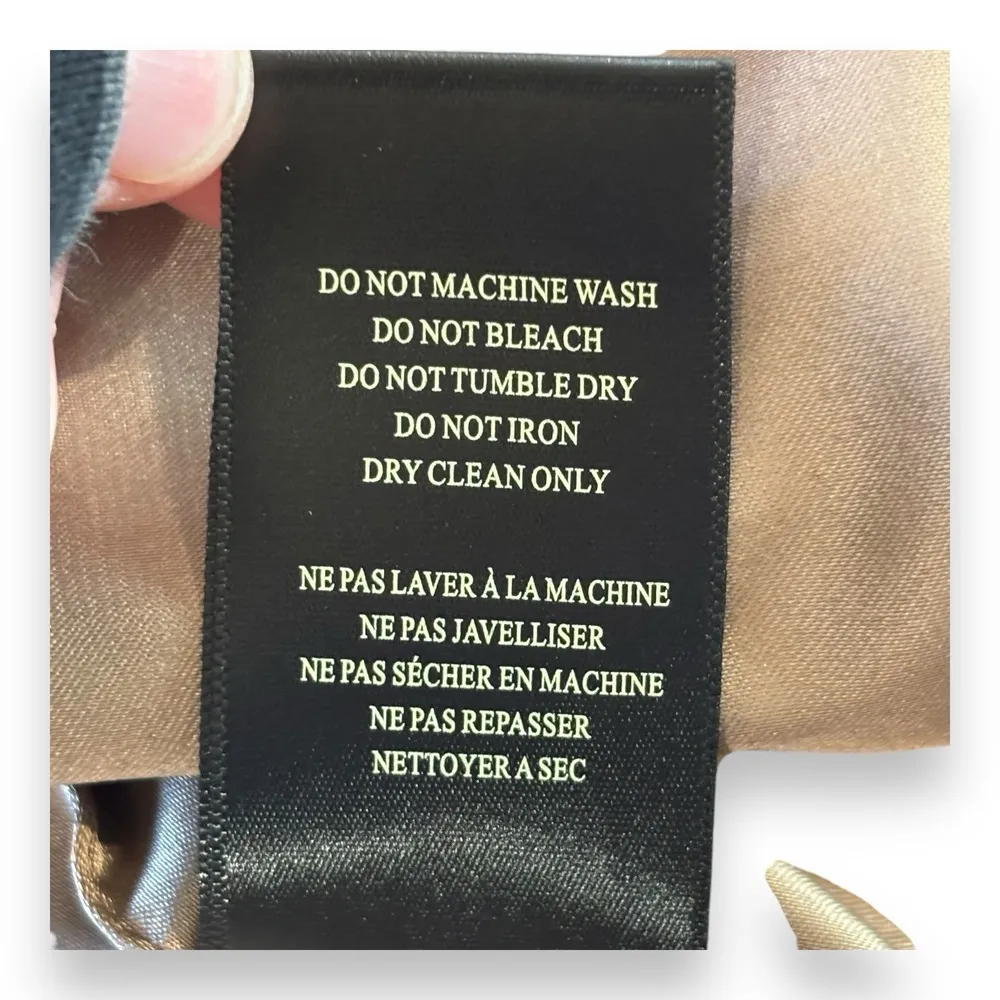 DO NOT MACHINE WASH
DO NOT BLEACH
DO NOT TUMBLE DRY
DO NOT IRON
DRY CLEAN ONLY
NE PAS LAVER À LA MACHINE
NE PAS JAVELLISER
NE PAS SÉCHER EN MACHINE
NE PAS REPASSER
NETTOYER A SEC